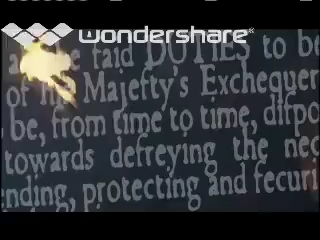 wondershare®
the ſaid DUTIES to be
of his Majeſty's Exchequer
be, from time to time, diſpo
towards defreying the nec
ending, protecting and ſecuri